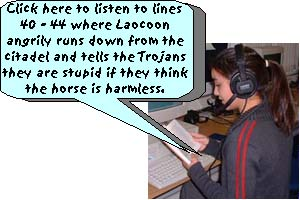 Click here to listen to lines
40 - 44 where Laocoon
angrily runs down from the
citadel and tells the Trojans
they are stupid if they think
the horse is harmless.